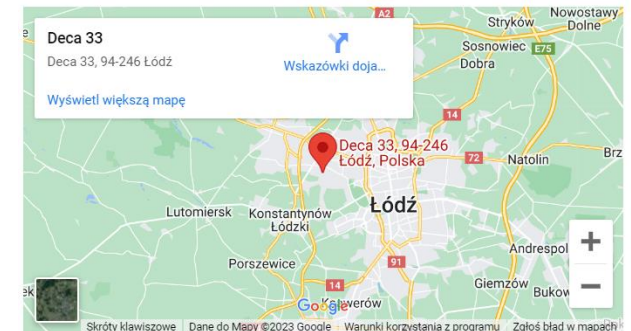 Deca 33
Deca 33, 94-246 Łódź
Wskazówki doja...
Wyświetl większą mapę
A2
Stryków
Nowostawy
Dolne
Sosnowiec
E75
Dobra
14
Deca 33, 94-246
Łódź, Polska
72
Natolin
Brz
Lutomiersk
Konstantynów
Łódzki
Łódź
Andrespol
Porszewice
91
Giemzów
Bukow
14
Google
Skróty klawiszowe
Dane do Mapy ©2023 Google
Warunki korzystania z programu
Zgłoś błąd w mapach